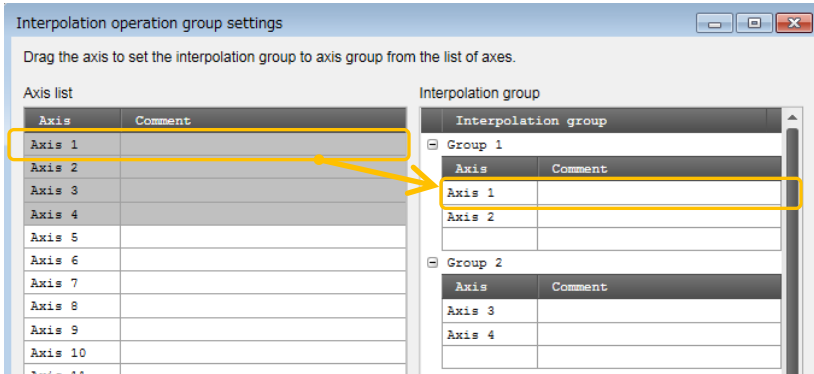 Interpolation operation group settings
Drag the axis to set the interpolation group to axis group from the list of axes.
Axis list
Axis Comment
Axis 1
Axis 2
Axis 3
Axis 4
Axis 5
Axis 6
Axis 7
Axis 8
Axis 9
Axis 10
Interpolation group
Interpolation group
Group 1
Axis Comment
Axis 1
Axis 2
Group 2
Axis Comment
Axis 3
Axis 4